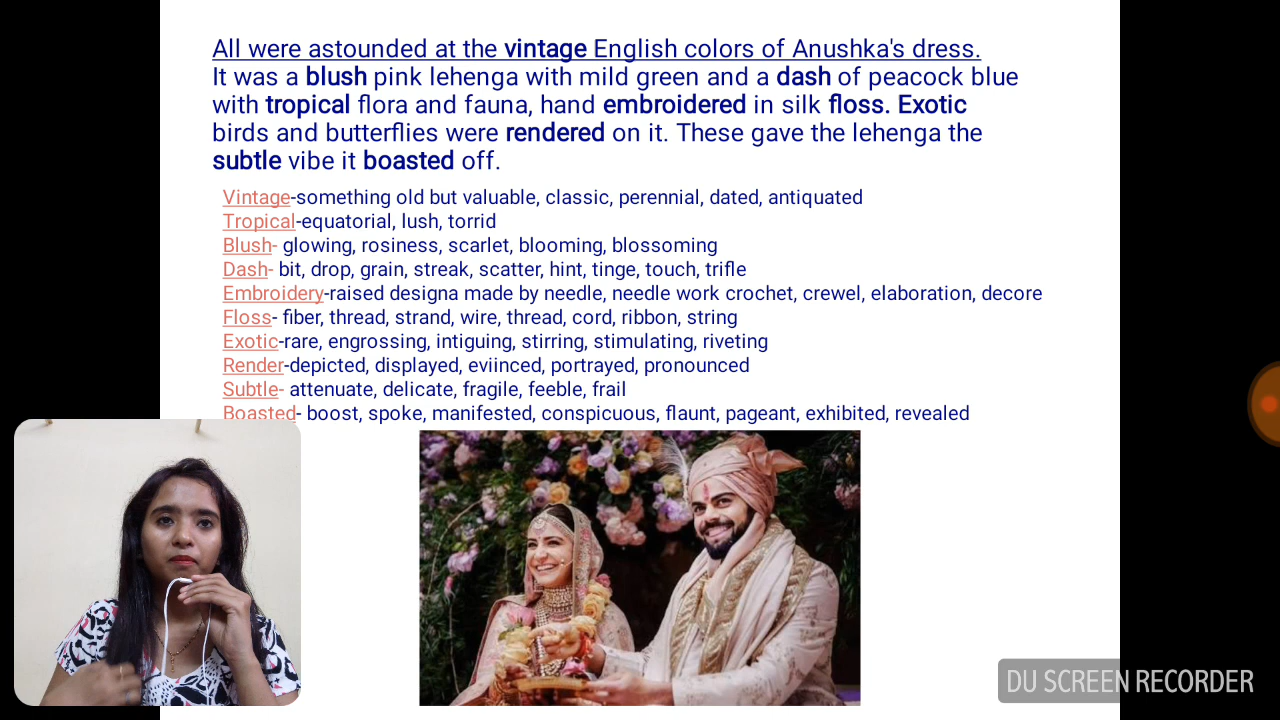 All were astounded at the vintage English colors of Anushka's dress.
It was a blush pink lehenga with mild green and a dash of peacock blue
with tropical flora and fauna, hand embroidered in silk floss. Exotic
birds and butterflies were rendered on it. These gave the lehenga the
subtle vibe it boasted off.
Vintage-something old but valuable, classic, perennial, dated, antiquated
Tropical-equatorial, lush, torrid
Blush- glowing, rosiness, scarlet, blooming, blossoming
Dash- bit, drop, grain, streak, scatter, hint, tinge, touch, trifle
Embroidery-raised designa made by needle, needle work crochet, crewel, elaboration, decore
Floss- fiber, thread, strand, wire, thread, cord, ribbon, string
Exotic-rare, engrossing, intiguing, stirring, stimulating, riveting
Render-depicted, displayed, eviinced, portrayed, pronounced
Subtle- attenuate, delicate, fragile, feeble, frail
Boasted- boost, spoke, manifested, conspicuous, flaunt, pageant, exhibited, revealed
DU SCREEN RECORDER